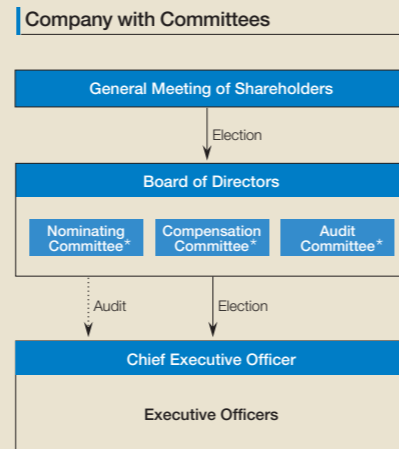 Company with Committees
General Meeting of Shareholders
Election
Board of Directors
Nominating
Committee*
Compensation
Committee*
Audit
Committee*
Audit
Election
Chief Executive Officer
Executive Officers